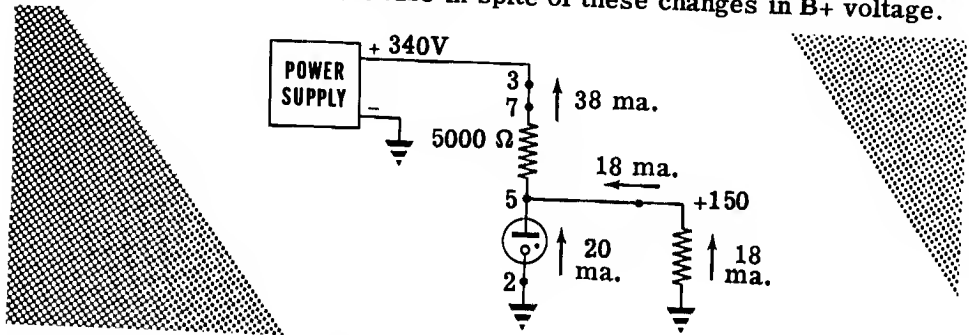 in spite of these changes in B+ voltage.
+ 340V
POWER
SUPPLY
-
3
7
38 ma.
5000 Ω
18 ma.
5
+150
20
ma.
18
ma.
2